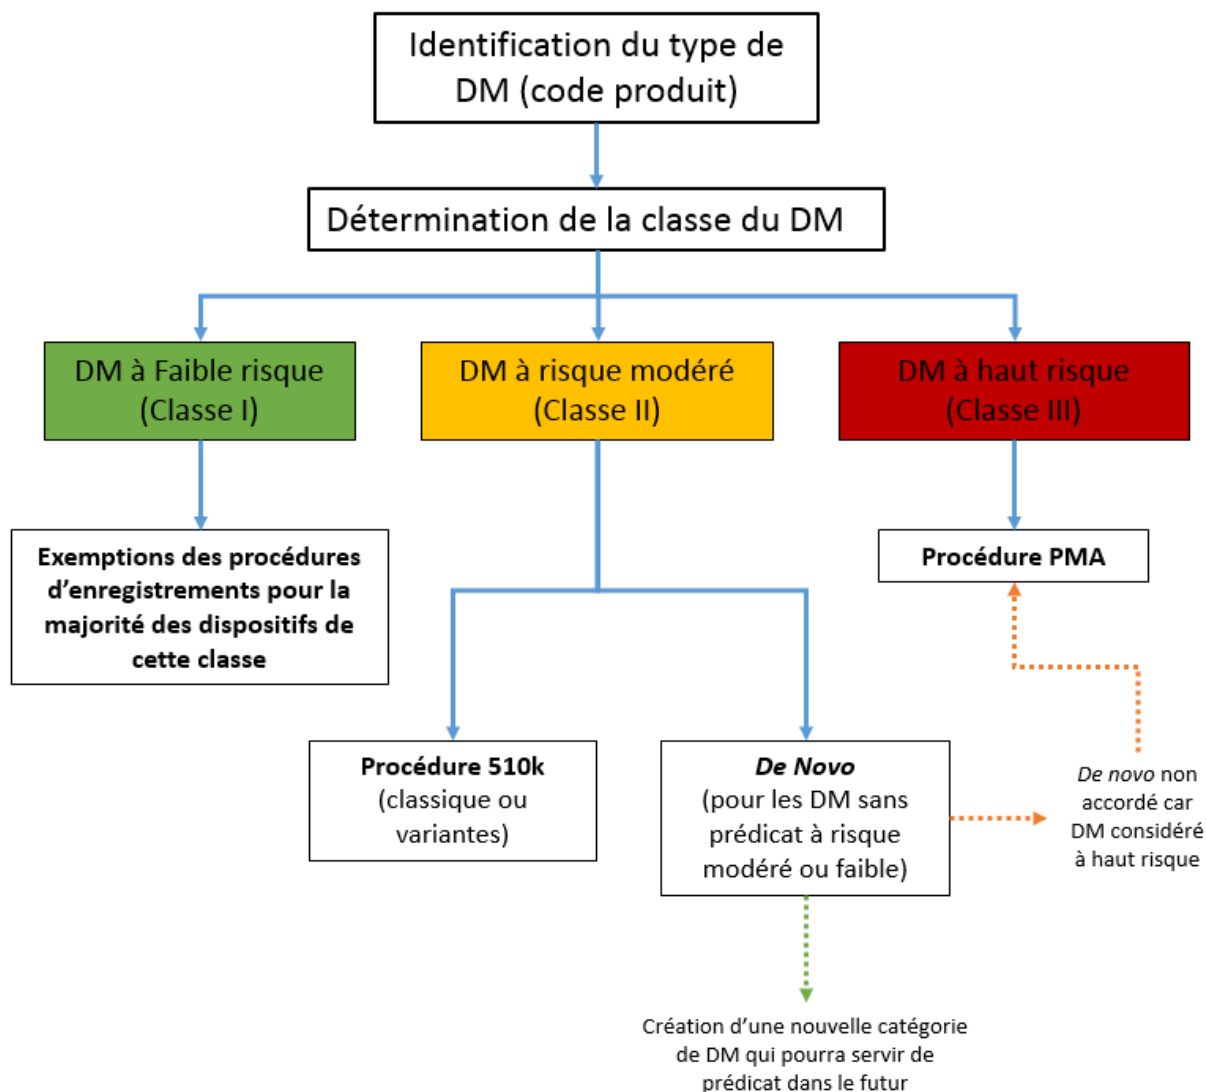 Identification du type de
DM (code produit)
Détermination de la classe du DM
DM à Faible risque
(Classe I)
DM à risque modéré
(Classe II)
DM à haut risque
(Classe III)
Exemptions des procédures
d’enregistrements pour la
majorité des dispositifs de
cette classe
Procédure PMA
Procédure 510k
(classique ou
variantes)
De Novo
(pour les DM sans
prédicat à risque
modéré ou faible)
De novo non
accordé car
DM considéré
à haut risque
Création d’une nouvelle catégorie
de DM qui pourra servir de
prédicat dans le futur